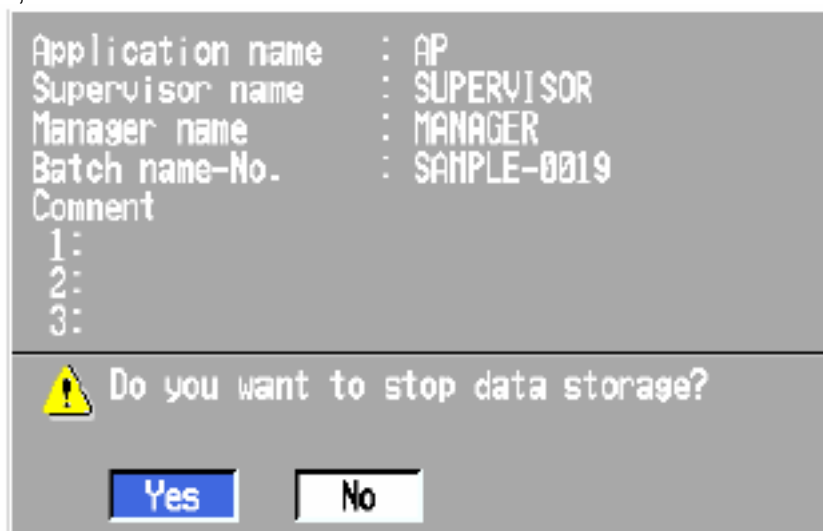 Application name : AP
Supervisor name : SUPERVISOR
Manager name : MANAGER
Batch name-No. : SAMPLE-0019
Comment
1:
2:
3:
Do you want to stop data storage?
Yes No